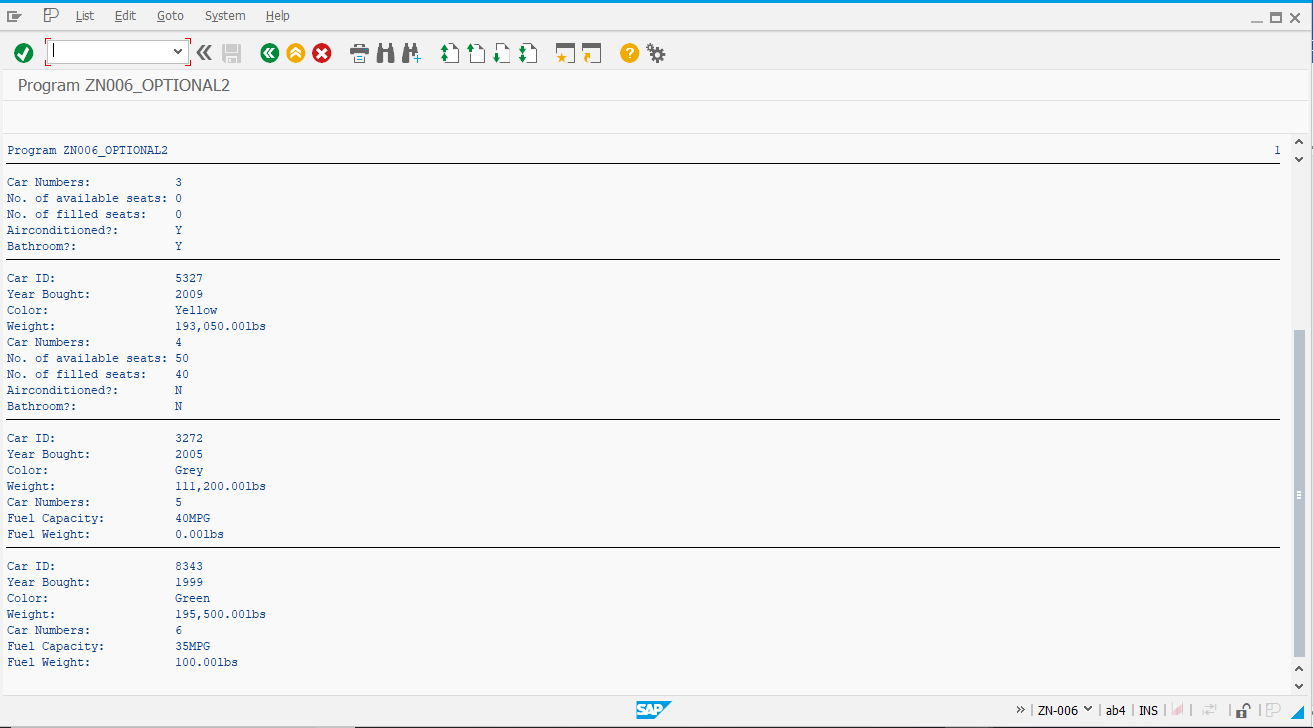 List Edit Goto System Help
Program ZN006_OPTIONAL2
Program ZN006_OPTIONAL2 1
Car Numbers: 3
No. of available seats: 0
No. of filled seats: 0
Airconditioned?: Y
Bathroom?: Y
Car ID: 5327
Year Bought: 2009
Color: Yellow
Weight: 193,050.00lbs
Car Numbers: 4
No. of available seats: 50
No. of filled seats: 40
Airconditioned?: N
Bathroom?: N
Car ID: 3272
Year Bought: 2005
Color: Grey
Weight: 111,200.00lbs
Car Numbers: 5
Fuel Capacity: 40MPG
Fuel Weight: 0.00lbs
Car ID: 8343
Year Bought: 1999
Color: Green
Weight: 195,500.00lbs
Car Numbers: 6
Fuel Capacity: 35MPG
Fuel Weight: 100.00lbs
SAP ZN-006 ab4 INS